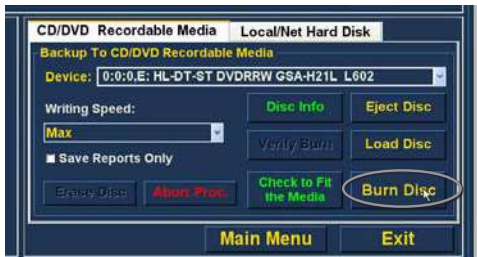 CD/DVD Recordable Media Local/Net Hard Disk
Backup To CD/DVD Recordable Media
Device: 0:0:0,E: HL-DT-ST DVDRRW GSA-H21L L602
Writing Speed:
Max
Save Reports Only
Disc Info
Eject Disc
Verify Burn
Load Disc
Erase Disc
Abort Proc.
Check to Fit
the Media
Burn Disc
Main Menu
Exit